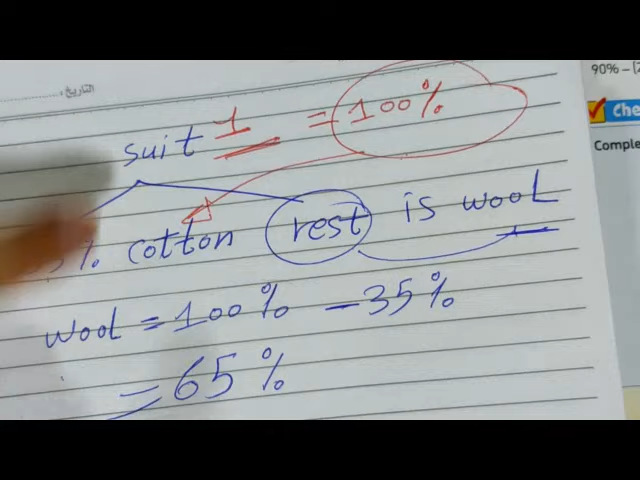 التاريخ:
suit 1 = 100%
% cotton rest is wool
wool = 100% - 35%
= 65%
90% -
Che
Comple